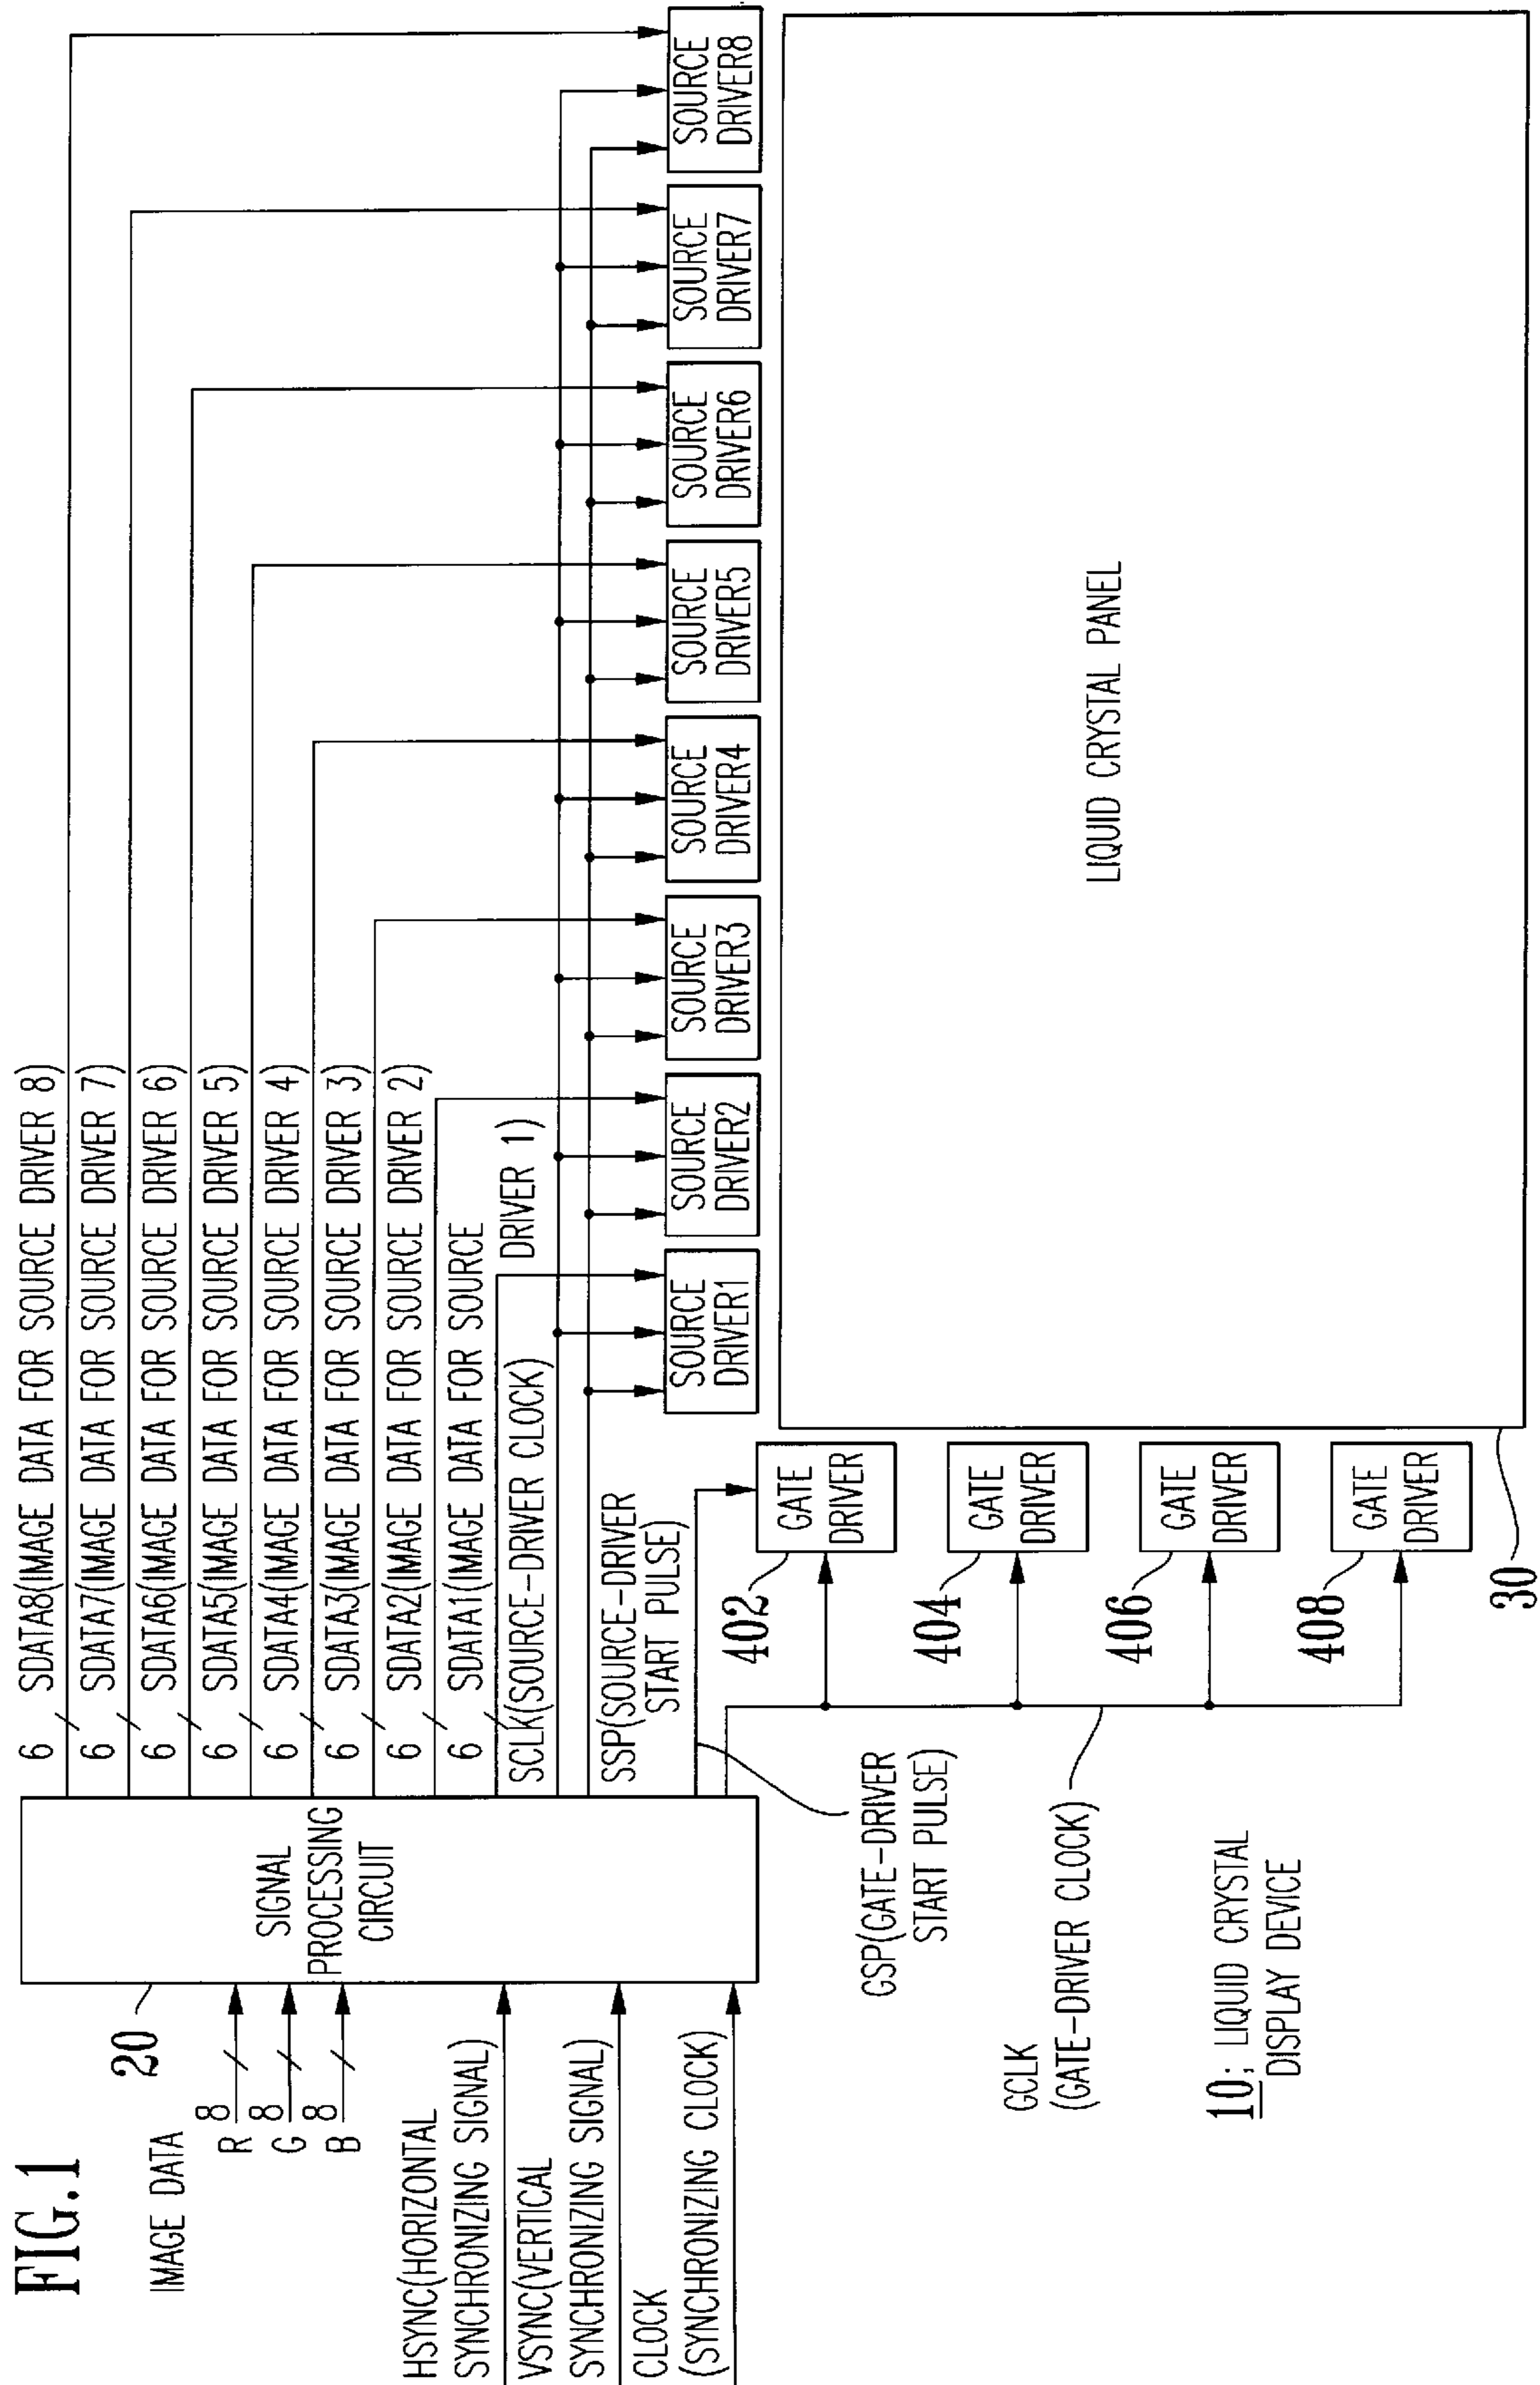 FIG.1
IMAGE DATA
R 8
G 8
B 8
HSYNC(HORIZONTAL
SYNCHRONIZING SIGNAL)
VSYNC(VERTICAL
SYNCHRONIZING SIGNAL)
CLOCK
(SYNCHRONIZING CLOCK)
20
SIGNAL
PROCESSING
CIRCUIT
6 SDATA8(IMAGE DATA FOR SOURCE DRIVER 8)
6 SDATA7(IMAGE DATA FOR SOURCE DRIVER 7)
6 SDATA6(IMAGE DATA FOR SOURCE DRIVER 6)
6 SDATA5(IMAGE DATA FOR SOURCE DRIVER 5)
6 SDATA4(IMAGE DATA FOR SOURCE DRIVER 4)
6 SDATA3(IMAGE DATA FOR SOURCE DRIVER 3)
6 SDATA2(IMAGE DATA FOR SOURCE DRIVER 2)
6 SDATA1(IMAGE DATA FOR SOURCE
DRIVER 1)
SCLK(SOURCE-DRIVER CLOCK)
SSP(SOURCE-DRIVER
START PULSE)
SOURCE
DRIVER1
SOURCE
DRIVER2
SOURCE
DRIVER3
SOURCE
DRIVER4
SOURCE
DRIVER5
SOURCE
DRIVER6
SOURCE
DRIVER7
SOURCE
DRIVER8
GSP(GATE-DRIVER
START PULSE)
GCLK
(GATE-DRIVER CLOCK)
402
GATE
DRIVER
404
GATE
DRIVER
406
GATE
DRIVER
408
GATE
DRIVER
LIQUID CRYSTAL PANEL
30
10; LIQUID CRYSTAL
DISPLAY DEVICE